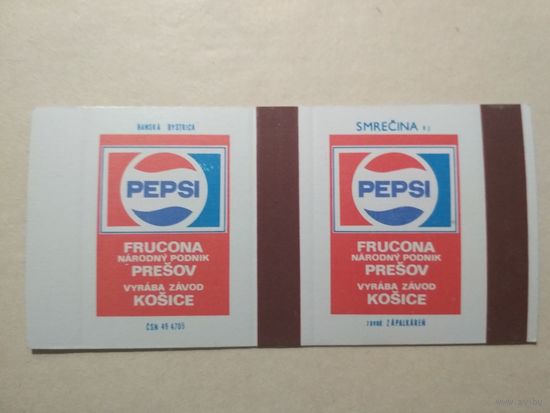 BANSKÁ BYSTRICA
PEPSI
FRUCONA
NÁRODNÝ PODNIK
PREŠOV
VYRÁBA ZÁVOD
KOŠICE
ČSN 49 6705
SMREČINA n.p.
PEPSI
FRUCONA
NÁRODNÝ PODNIK
PREŠOV
VYRÁBA ZÁVOD
KOŠICE
závod ZÁPALKÁREŇ